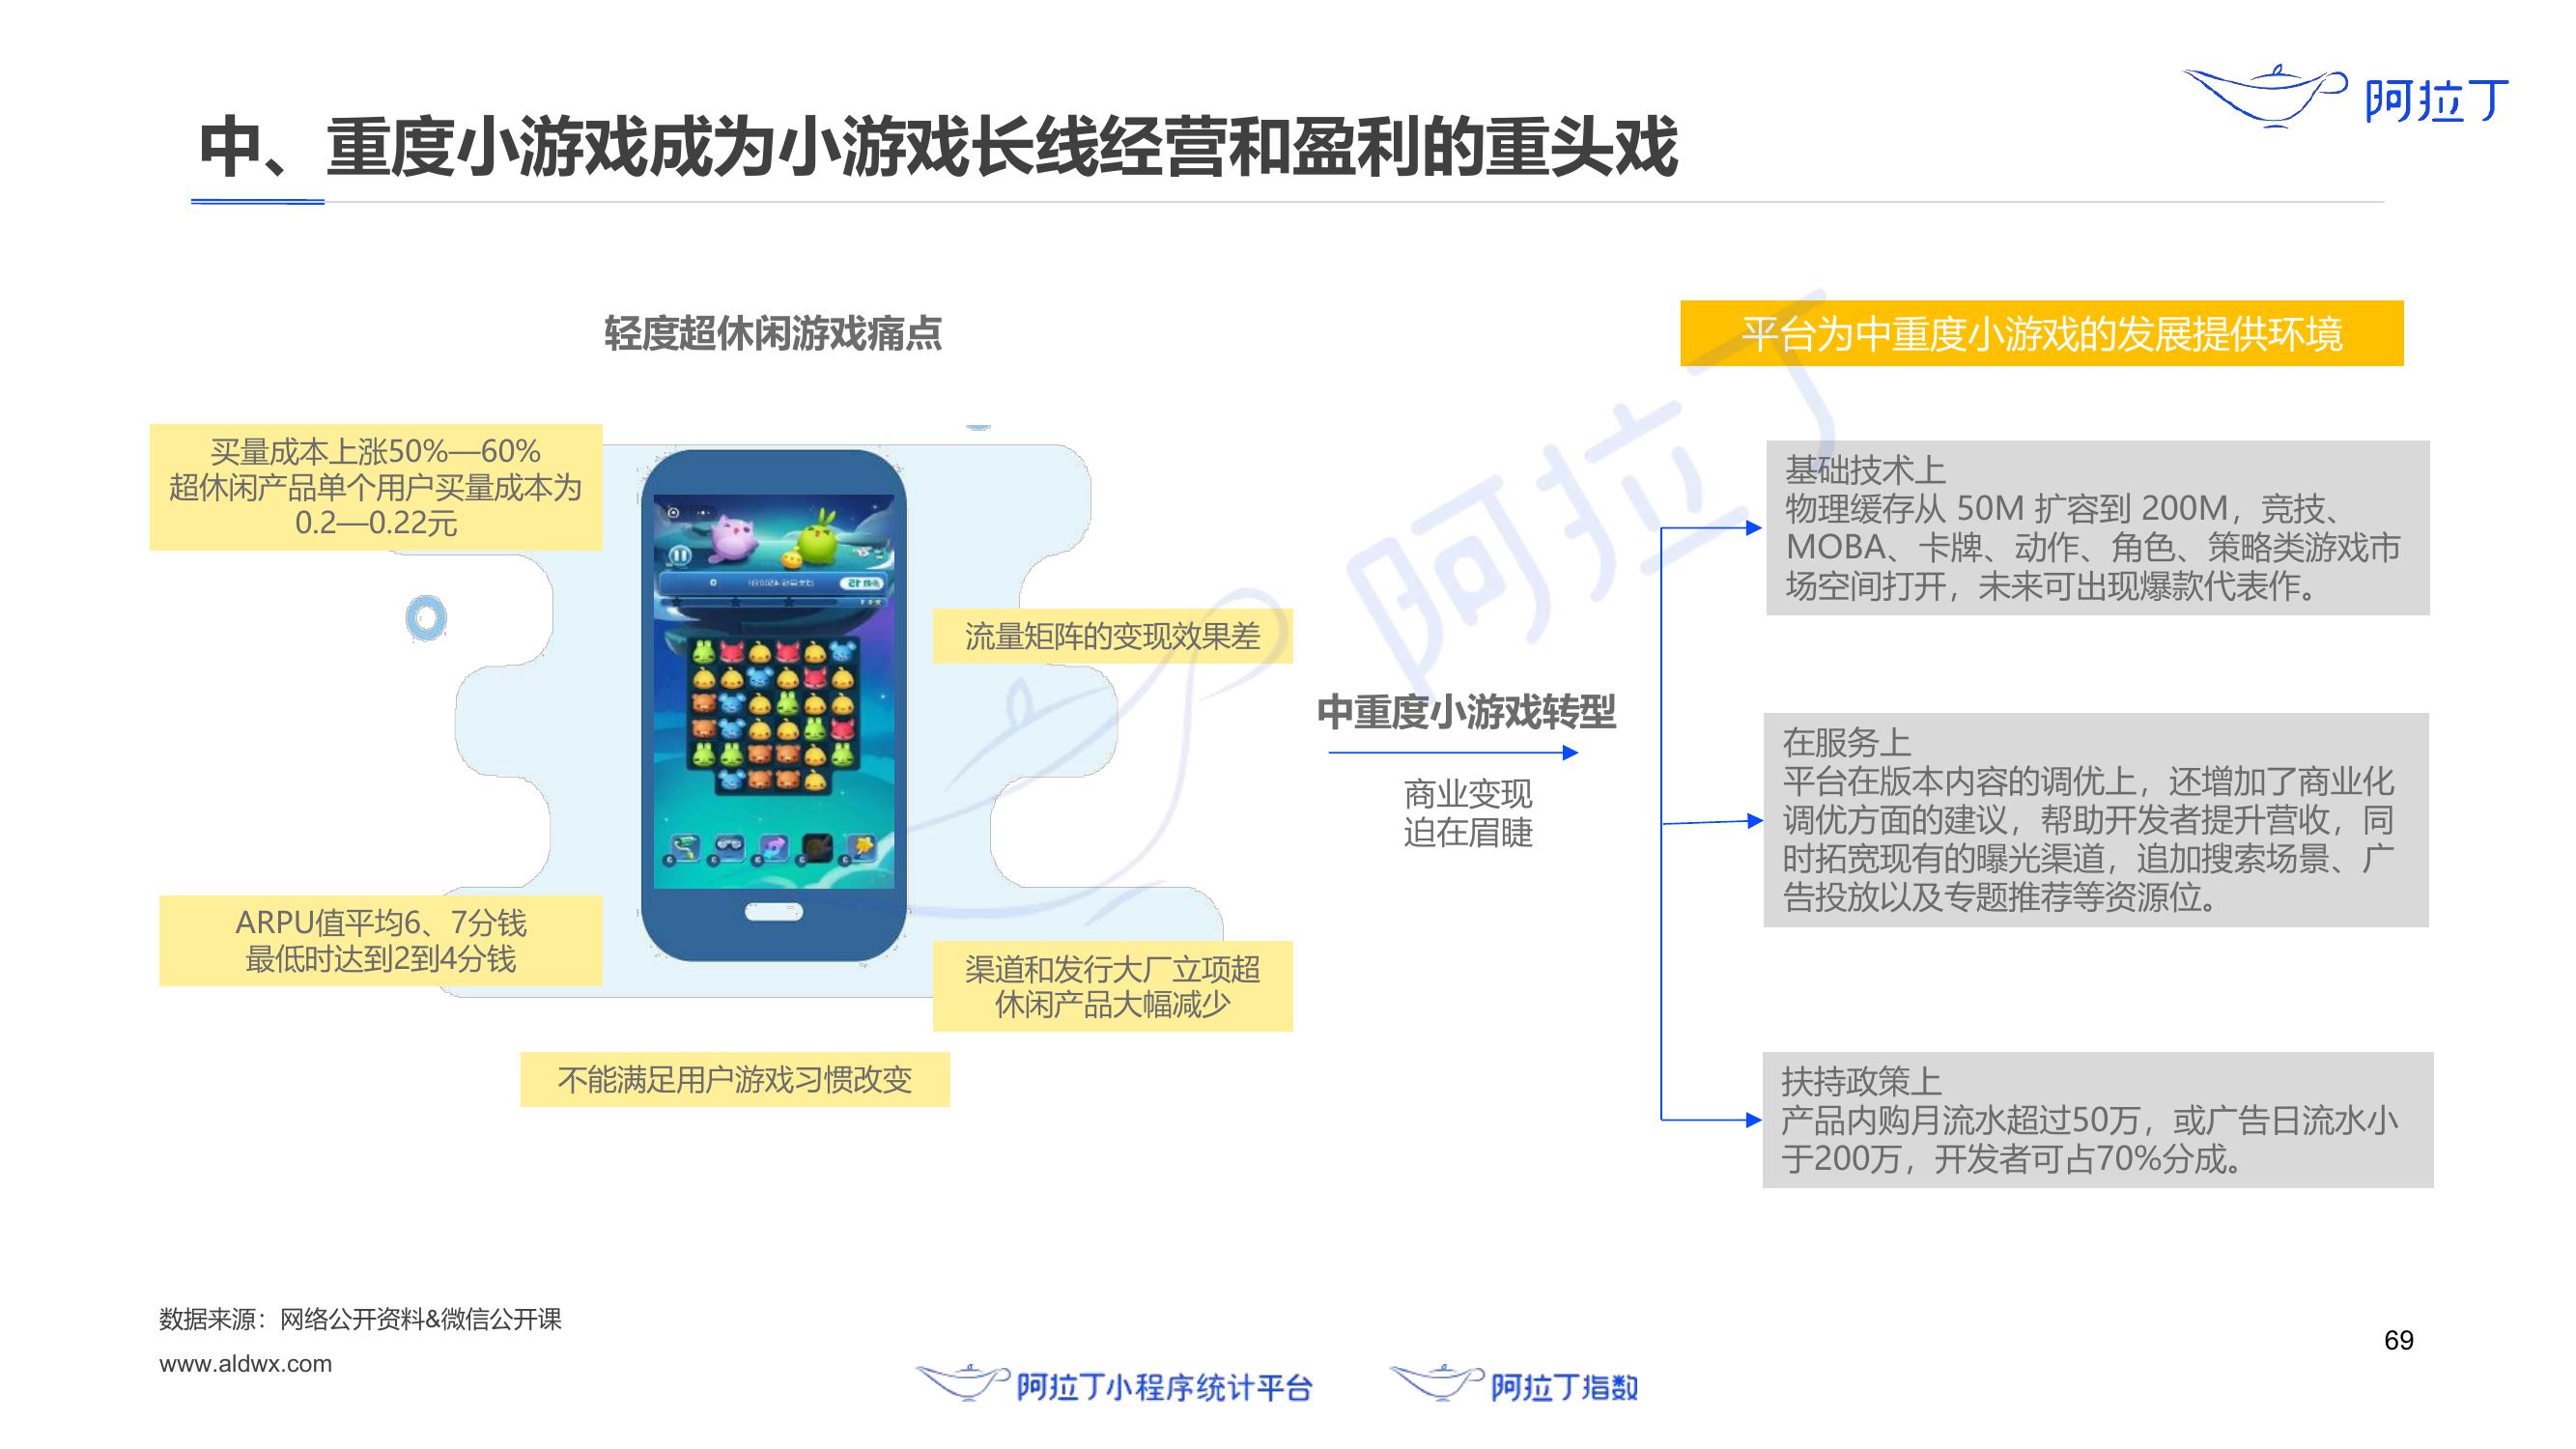 阿拉丁
中、重度小游戏成为小游戏长线经营和盈利的重头戏
轻度超休闲游戏痛点
买量成本上涨50%—60%
超休闲产品单个用户买量成本为
0.2—0.22元
流量矩阵的变现效果差
ARPU值平均6、7分钱
最低时达到2到4分钱
渠道和发行大厂立项超
休闲产品大幅减少
不能满足用户游戏习惯改变
中重度小游戏转型
商业变现
迫在眉睫
平台为中重度小游戏的发展提供环境
基础技术上
物理缓存从 50M 扩容到 200M，竞技、
MOBA、卡牌、动作、角色、策略类游戏市
场空间打开，未来可出现爆款代表作。
在服务上
平台在版本内容的调优上，还增加了商业化
调优方面的建议，帮助开发者提升营收，同
时拓宽现有的曝光渠道，追加搜索场景、广
告投放以及专题推荐等资源位。
扶持政策上
产品内购月流水超过50万，或广告日流水小
于200万，开发者可占70%分成。
阿拉丁
数据来源：网络公开资料&微信公开课
www.aldwx.com
阿拉丁小程序统计平台
阿拉丁指数
69